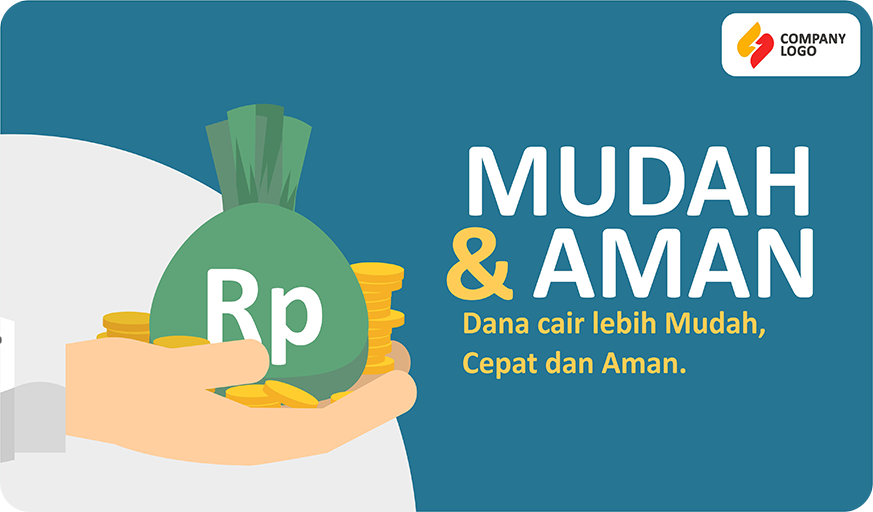 COMPANY
LOGO
MUDAH
& AMAN
Dana cair lebih Mudah,
Cepat dan Aman.
Rp